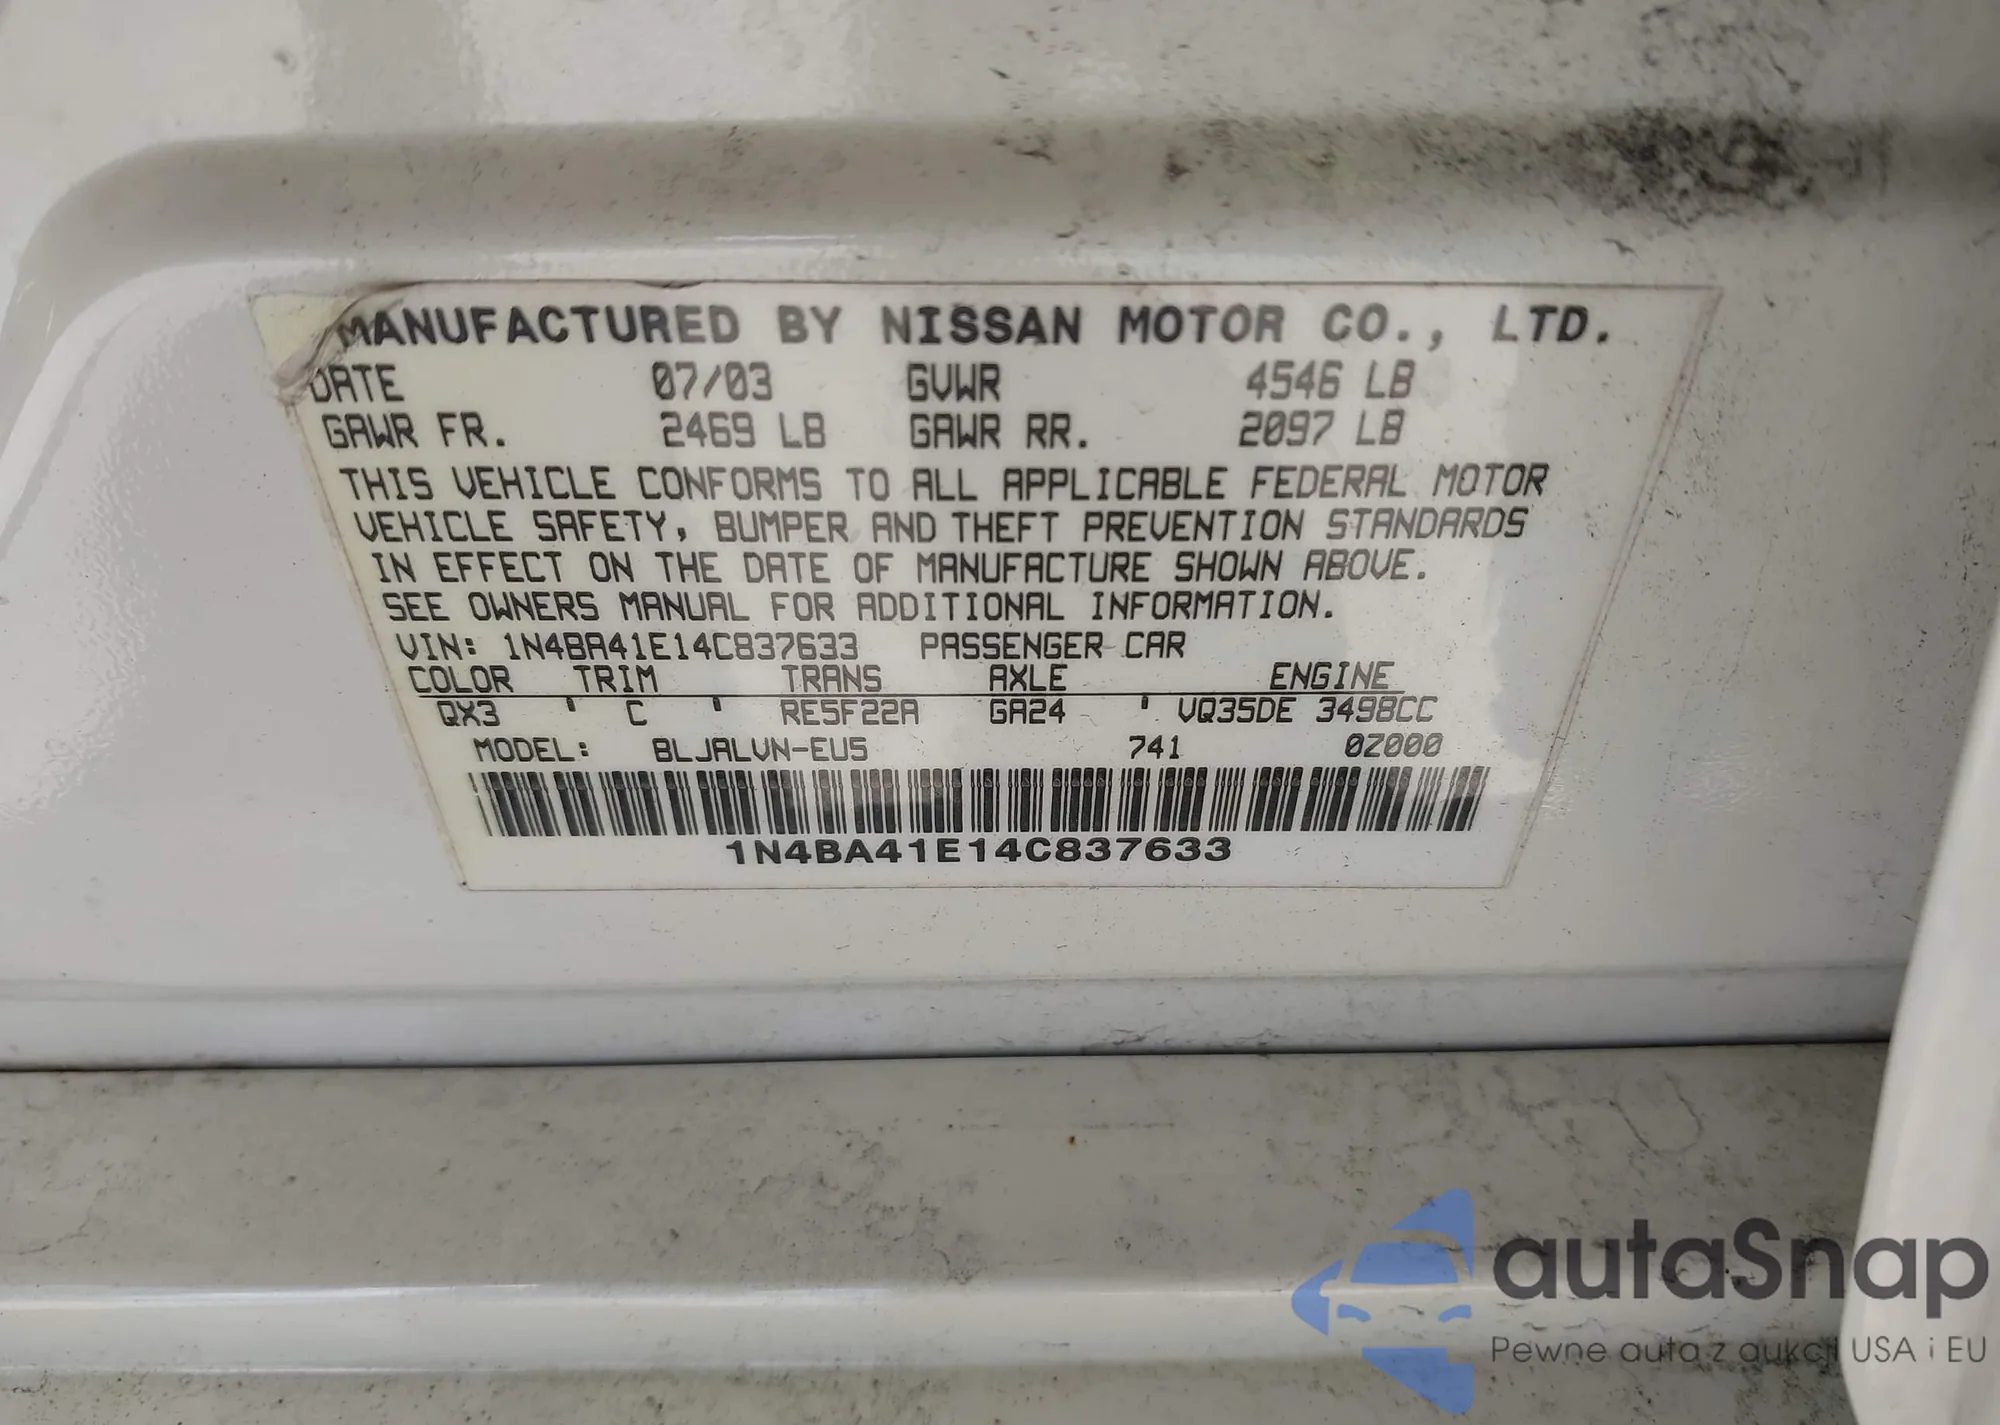 MANUFACTURED BY NISSAN MOTOR CO., LTD.
DATE 07/03 GVWR 4546 LB
GAWR FR. 2469 LB GAWR RR. 2097 LB
THIS VEHICLE CONFORMS TO ALL APPLICABLE FEDERAL MOTOR
VEHICLE SAFETY, BUMPER AND THEFT PREVENTION STANDARDS
IN EFFECT ON THE DATE OF MANUFACTURE SHOWN ABOVE.
SEE OWNERS MANUAL FOR ADDITIONAL INFORMATION.
VIN: 1N4BA41E14C837633 PASSENGER CAR
COLOR TRIM TRANS AXLE ENGINE
QX3 ' C ' RE5F22A GA24 ' VQ35DE 3498CC
MODEL: BLJALVN-EU5 741 0Z000
1N4BA41E14C837633
autaSnap
Pewne auta z aukcji USA i EU